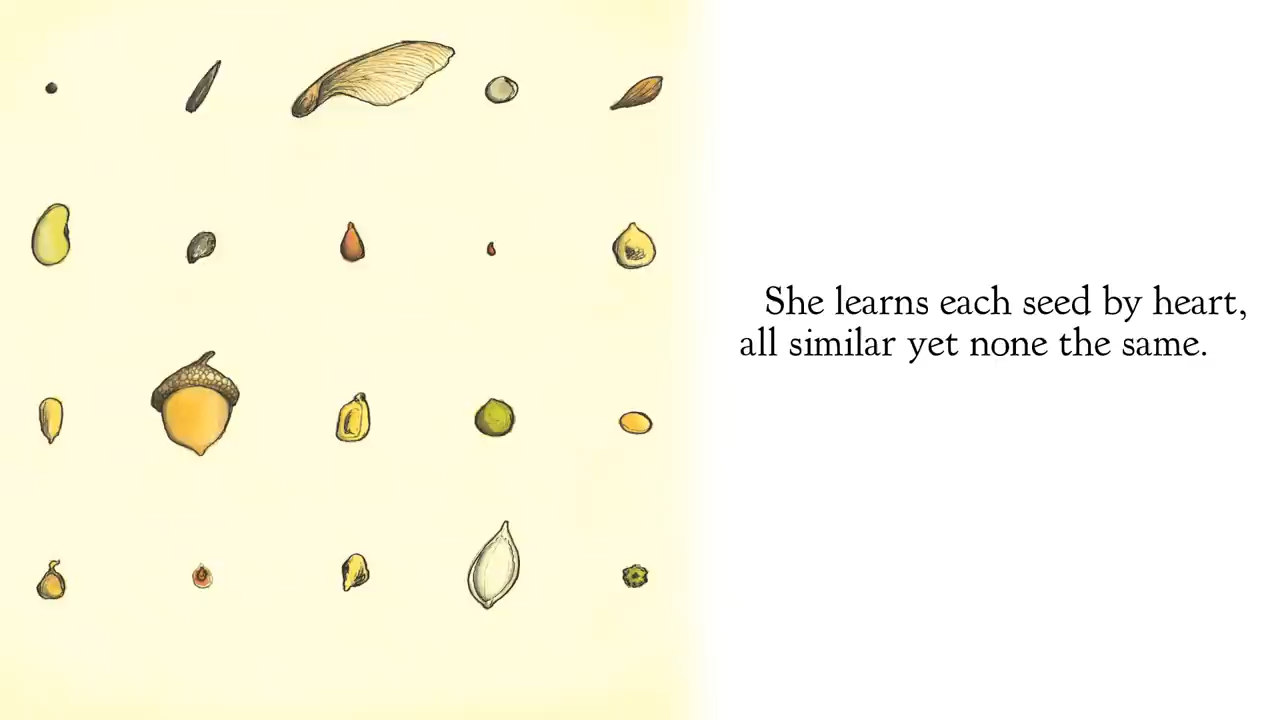 She learns each seed by heart,
all similar yet none the same.